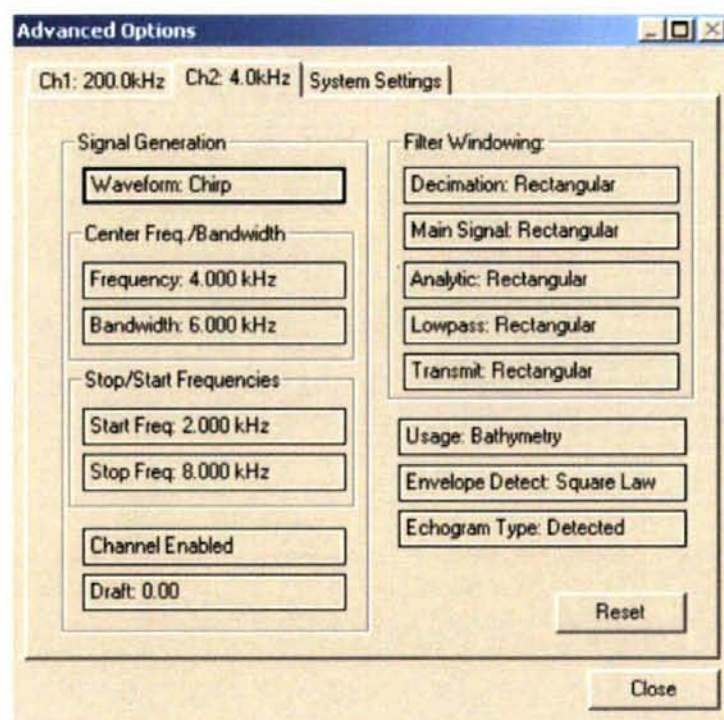 Advanced Options
Ch1: 200.0kHz
Ch2: 4.0kHz
System Settings
Signal Generation
Waveform: Chirp
Center Freq./Bandwidth
Frequency: 4.000 kHz
Bandwidth: 6.000 kHz
Stop/Start Frequencies
Start Freq: 2.000 kHz
Stop Freq: 8.000 kHz
Channel Enabled
Draft: 0.00
Filter Windowing:
Decimation: Rectangular
Main Signal: Rectangular
Analytic: Rectangular
Lowpass: Rectangular
Transmit: Rectangular
Usage: Bathymetry
Envelope Detect: Square Law
Echogram Type: Detected
Reset
Close